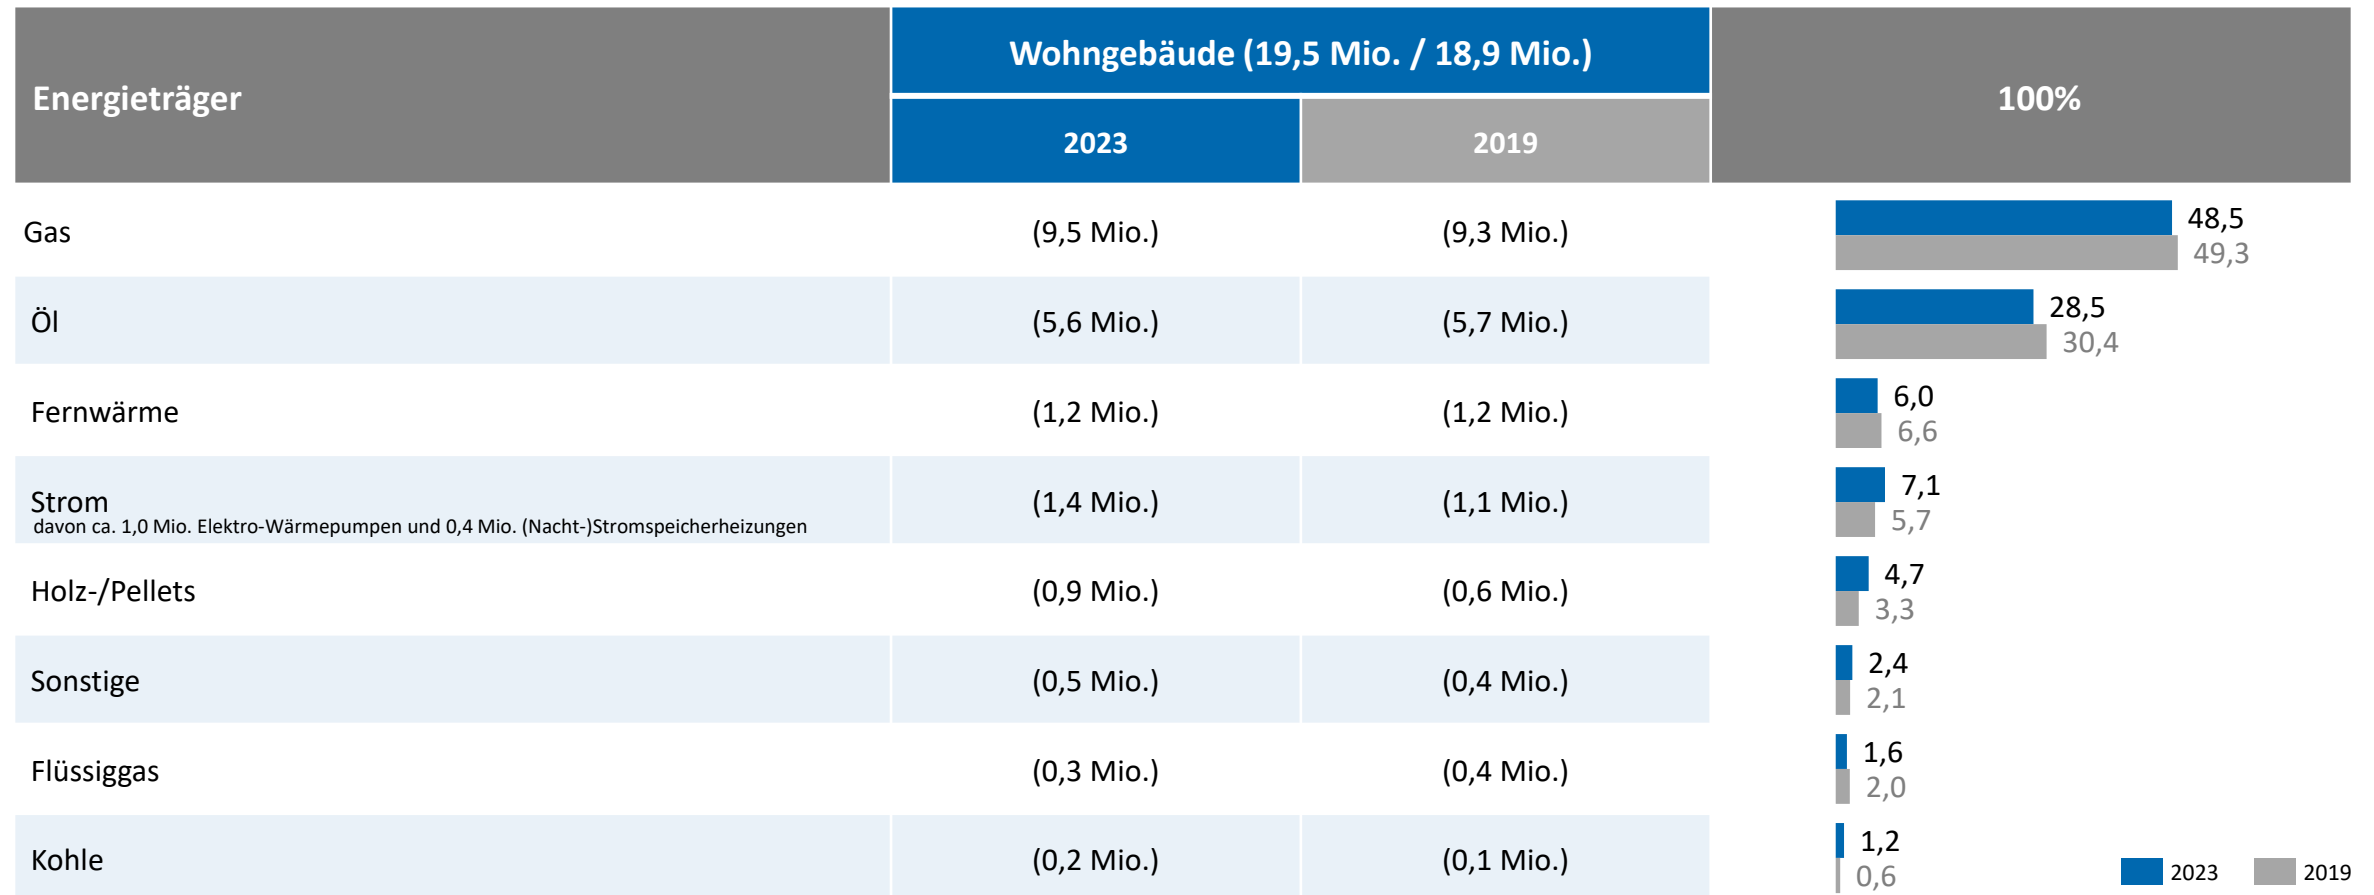 Energieträger
Wohngebäude (19,5 Mio. / 18,9 Mio.)
100%
2023
2019
Gas
(9,5 Mio.)
(9,3 Mio.)
48,5
49,3
Öl
(5,6 Mio.)
(5,7 Mio.)
28,5
30,4
Fernwärme
(1,2 Mio.)
(1,2 Mio.)
6,0
6,6
Strom
davon ca. 1,0 Mio. Elektro-Wärmepumpen und 0,4 Mio. (Nacht-)Stromspeicherheizungen
(1,4 Mio.)
(1,1 Mio.)
7,1
5,7
Holz-/Pellets
(0,9 Mio.)
(0,6 Mio.)
4,7
3,3
Sonstige
(0,5 Mio.)
(0,4 Mio.)
2,4
2,1
Flüssiggas
(0,3 Mio.)
(0,4 Mio.)
1,6
2,0
Kohle
(0,2 Mio.)
(0,1 Mio.)
1,2
0,6
2023
2019